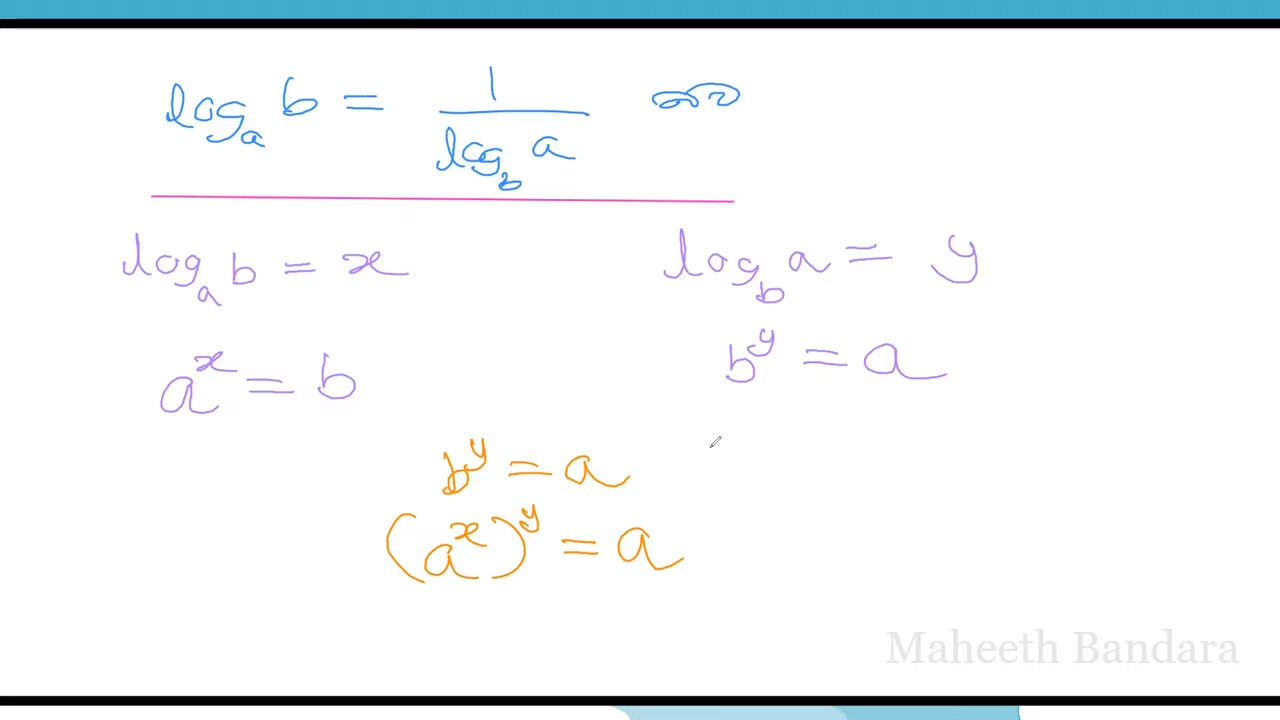 log_a b = 1 / log_b a
log_a b = x
log_b a = y
a^x = b
b^y = a
b^y = a
(a^x)^y = a
Maheeth Bandara